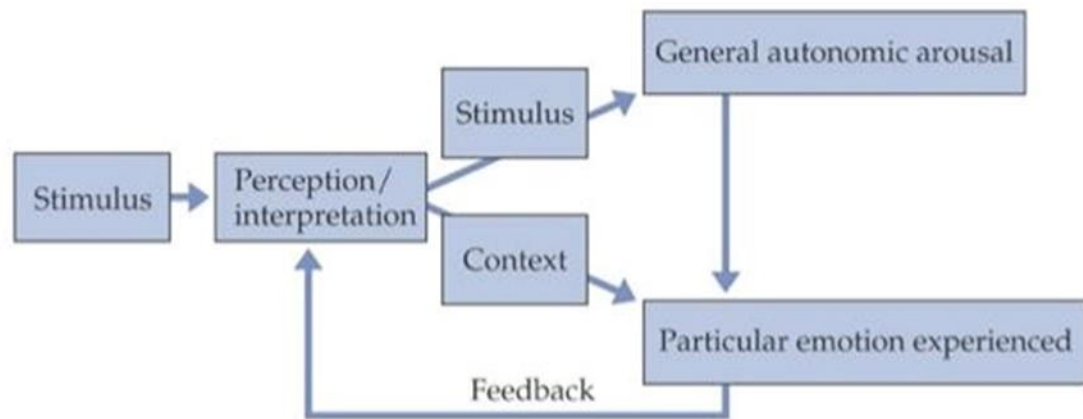 General autonomic arousal
Stimulus
Stimulus
Perception/
interpretation
Context
Particular emotion experienced
Feedback